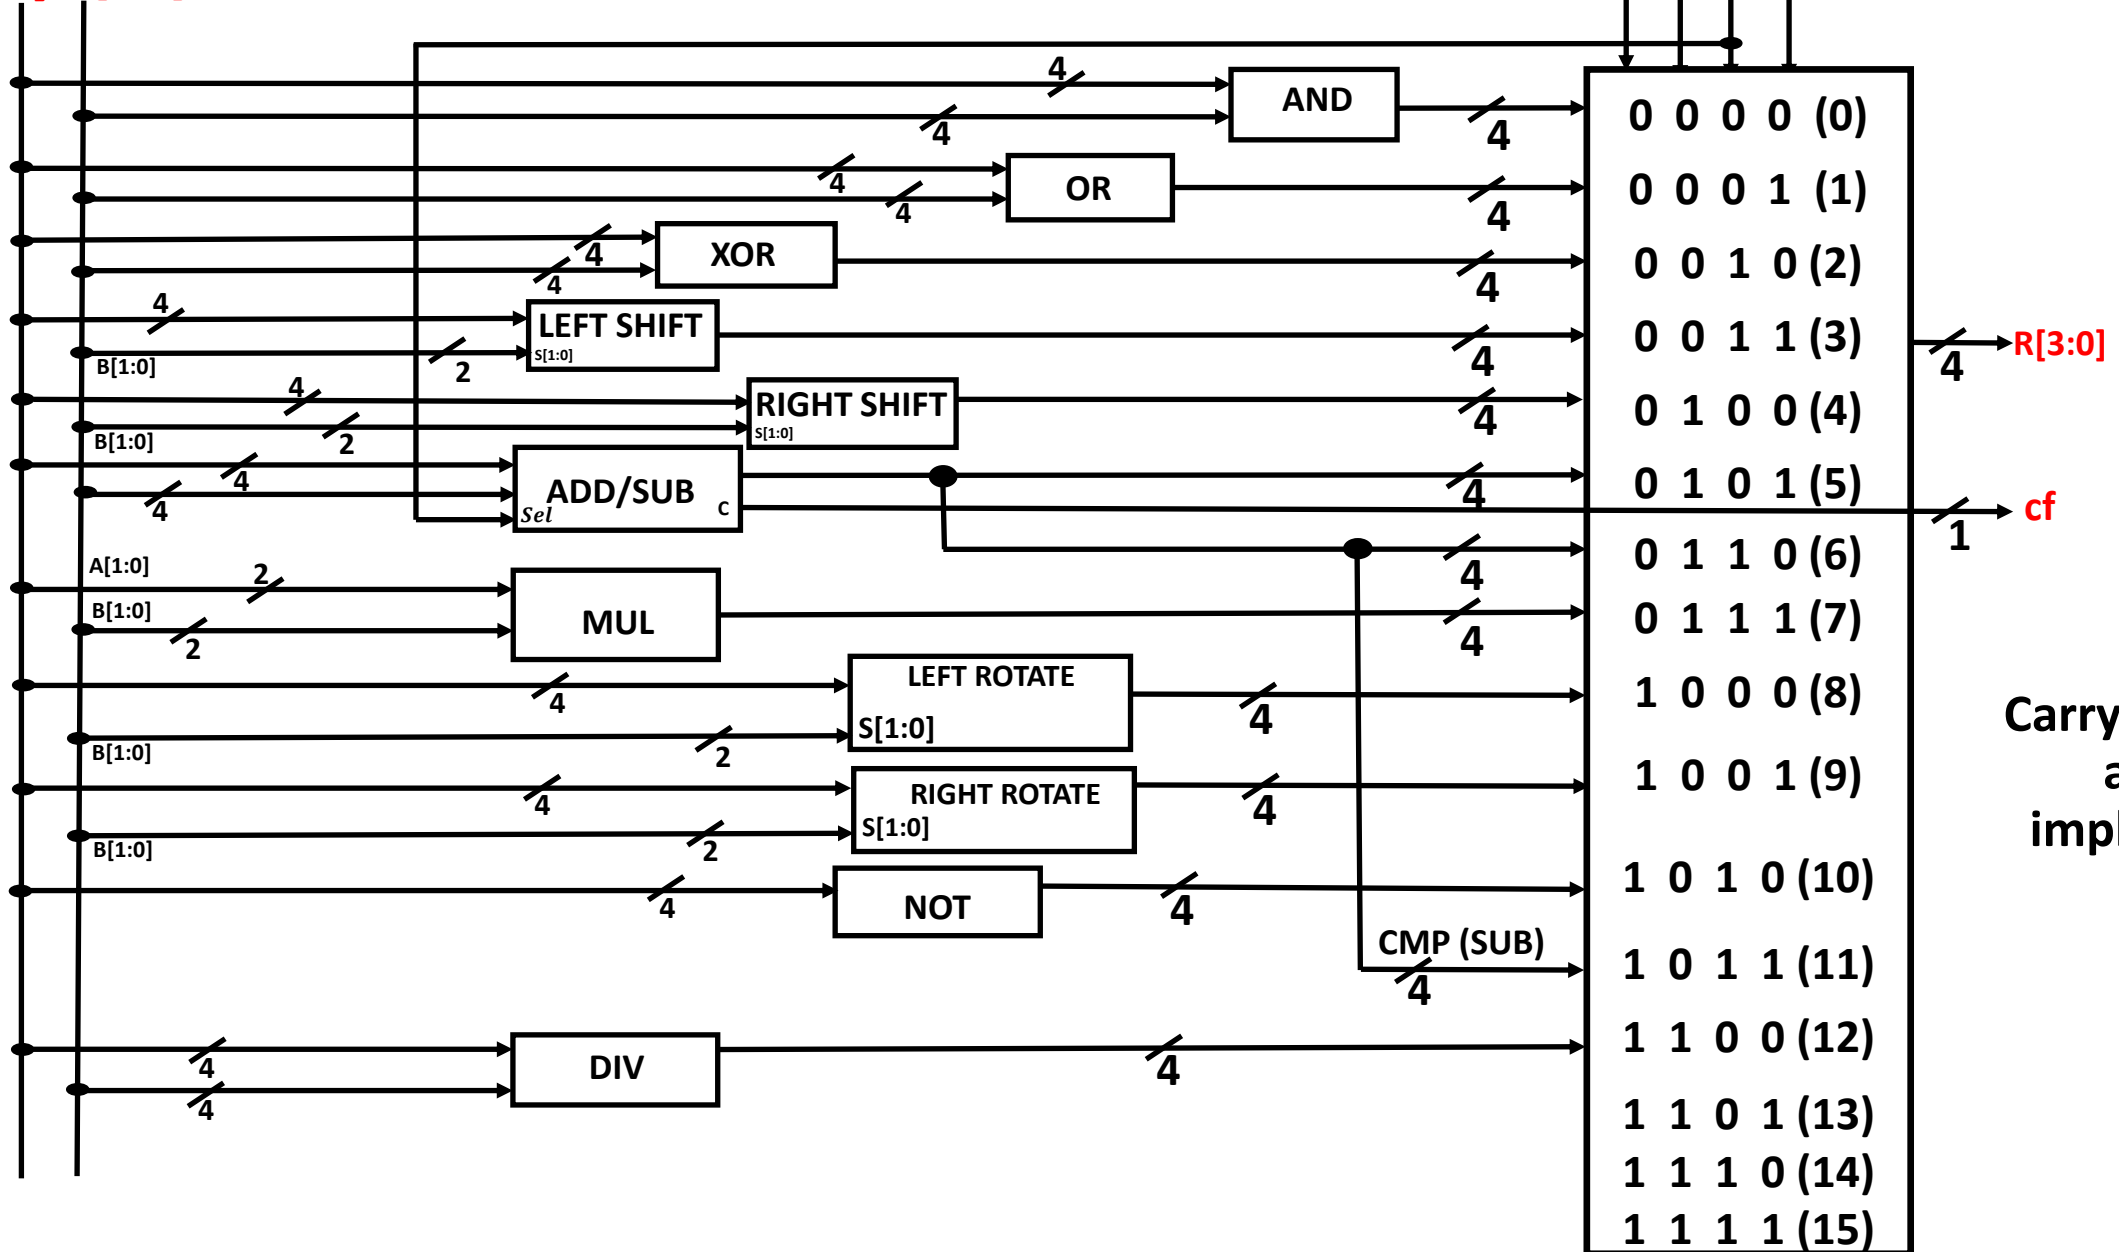 4
AND
4
4
0 0 0 0 (0)
4
OR
4
4
0 0 0 1 (1)
4
XOR
4
4
0 0 1 0 (2)
4
LEFT SHIFT
S[1:0]
B[1:0]
2
4
0 0 1 1 (3)
R[3:0]
4
4
RIGHT SHIFT
S[1:0]
B[1:0]
2
4
0 1 0 0 (4)
4
4
ADD/SUB
Sel
C
4
0 1 0 1 (5)
cf
1
4
0 1 1 0 (6)
A[1:0]
2
B[1:0]
2
MUL
4
0 1 1 1 (7)
4
LEFT ROTATE
S[1:0]
B[1:0]
2
4
1 0 0 0 (8)
Carry
4
RIGHT ROTATE
S[1:0]
B[1:0]
2
4
1 0 0 1 (9)
4
NOT
4
1 0 1 0 (10)
CMP (SUB)
4
1 0 1 1 (11)
4
4
DIV
4
1 1 0 0 (12)
1 1 0 1 (13)
1 1 1 0 (14)
1 1 1 1 (15)